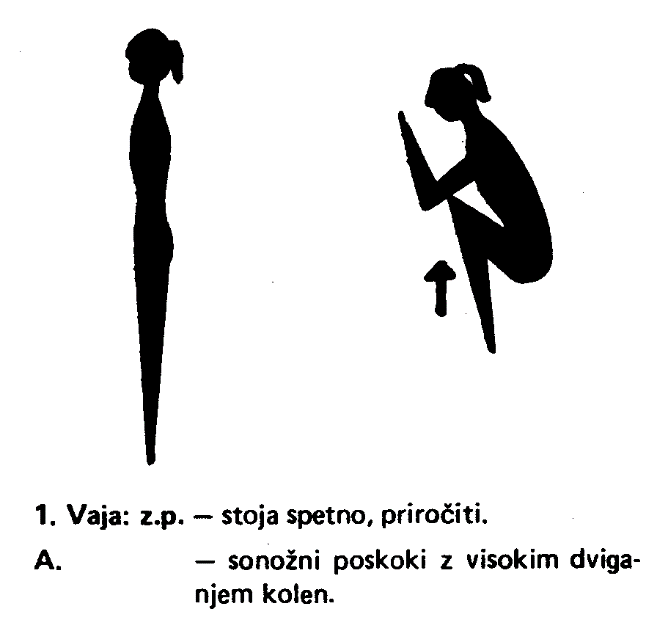 1. Vaja: z.p. — stoja spetno, priročiti.
A. — sonožni poskoki z visokim dviga-
njem kolen.